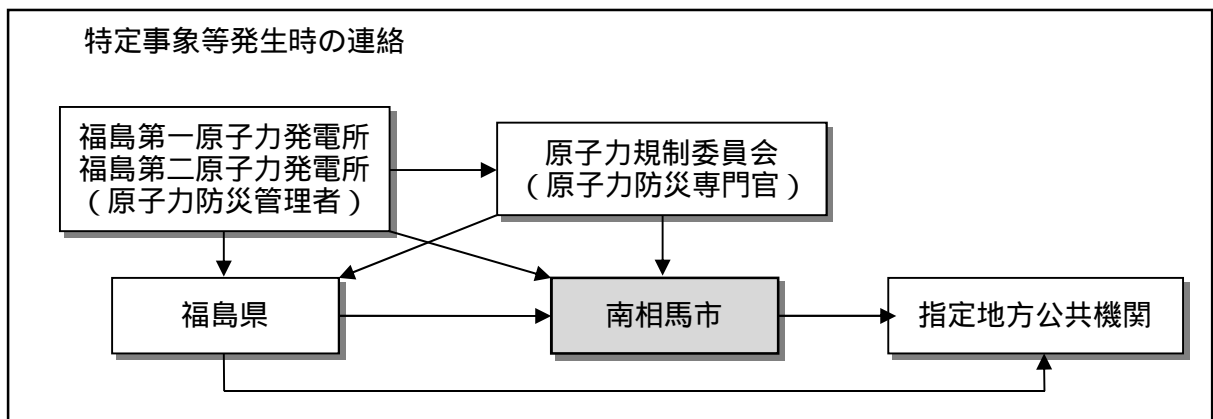 特定事象等発生時の連絡
福島第一原子力発電所
福島第二原子力発電所
(原子力防災管理者)
原子力規制委員会
(原子力防災専門官)
福島県
南相馬市
指定地方公共機関